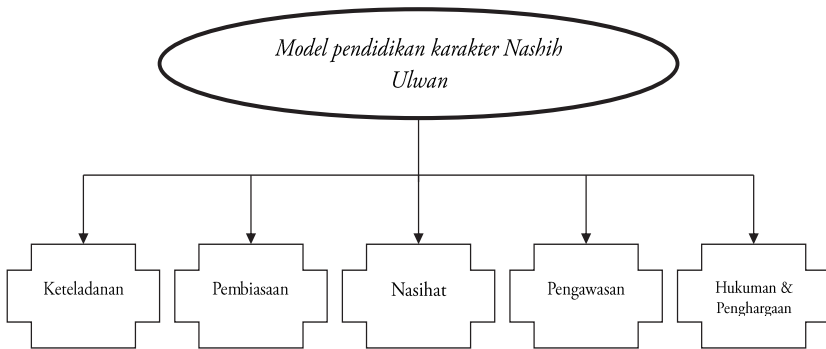 Model pendidikan karakter Nashih
Ulwan
Keteladanan
Pembiasaan
Nasihat
Pengawasan
Hukuman &
Penghargaan